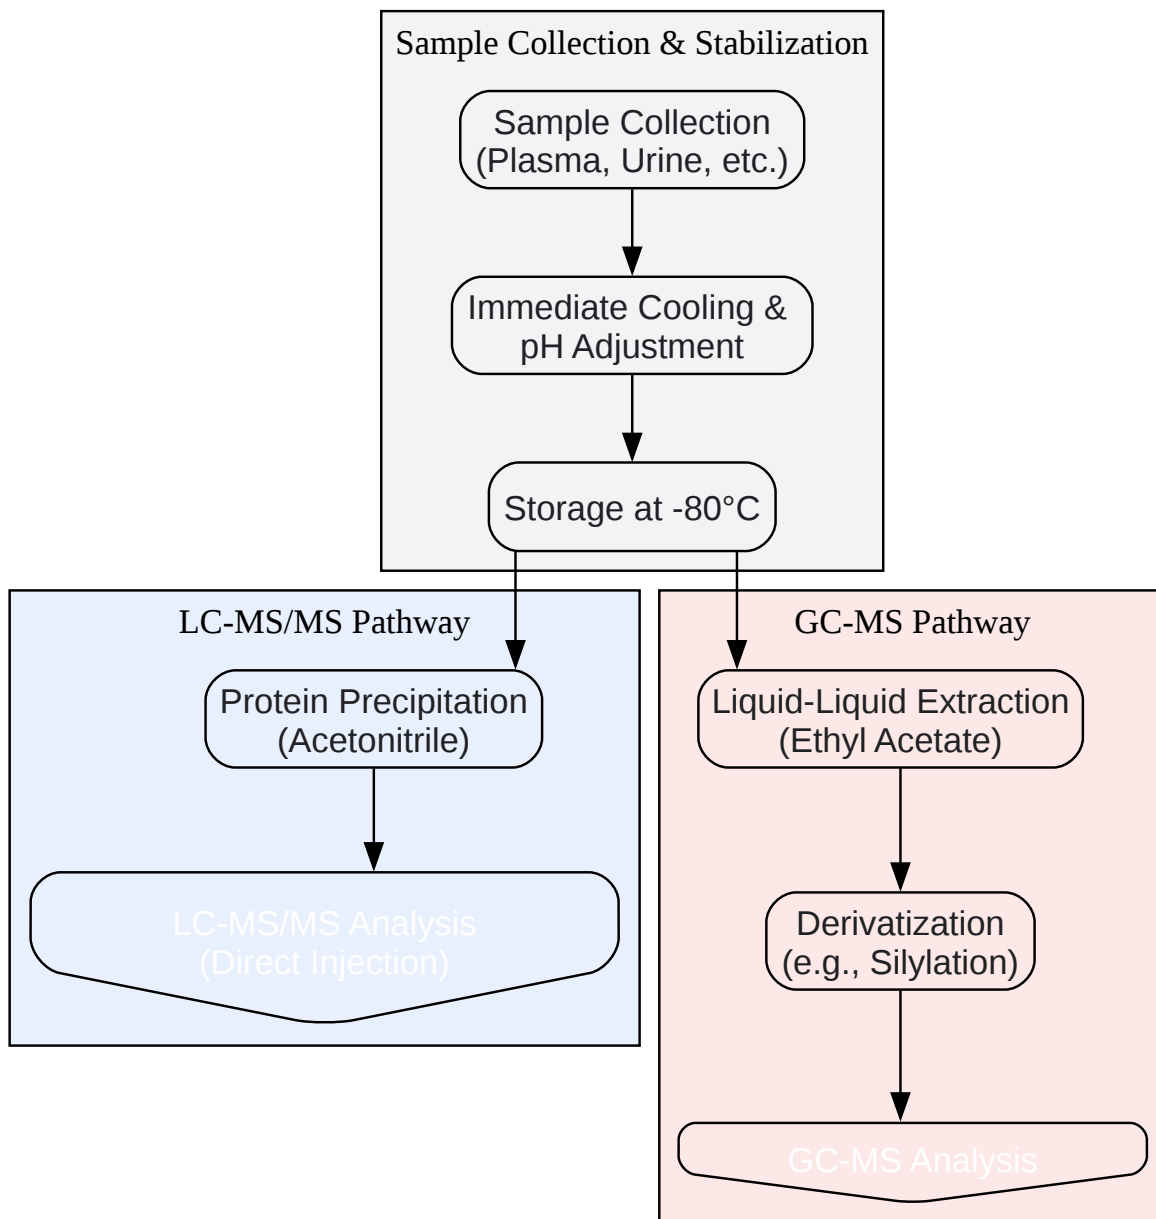 Sample Collection & Stabilization
Sample Collection
(Plasma, Urine, etc.)
Immediate Cooling &
pH Adjustment
Storage at -80°C
LC-MS/MS Pathway
Protein Precipitation
(Acetonitrile)
LC-MS/MS Analysis
(Direct Injection)
GC-MS Pathway
Liquid-Liquid Extraction
(Ethyl Acetate)
Derivatization
(e.g., Silylation)
GC-MS Analysis